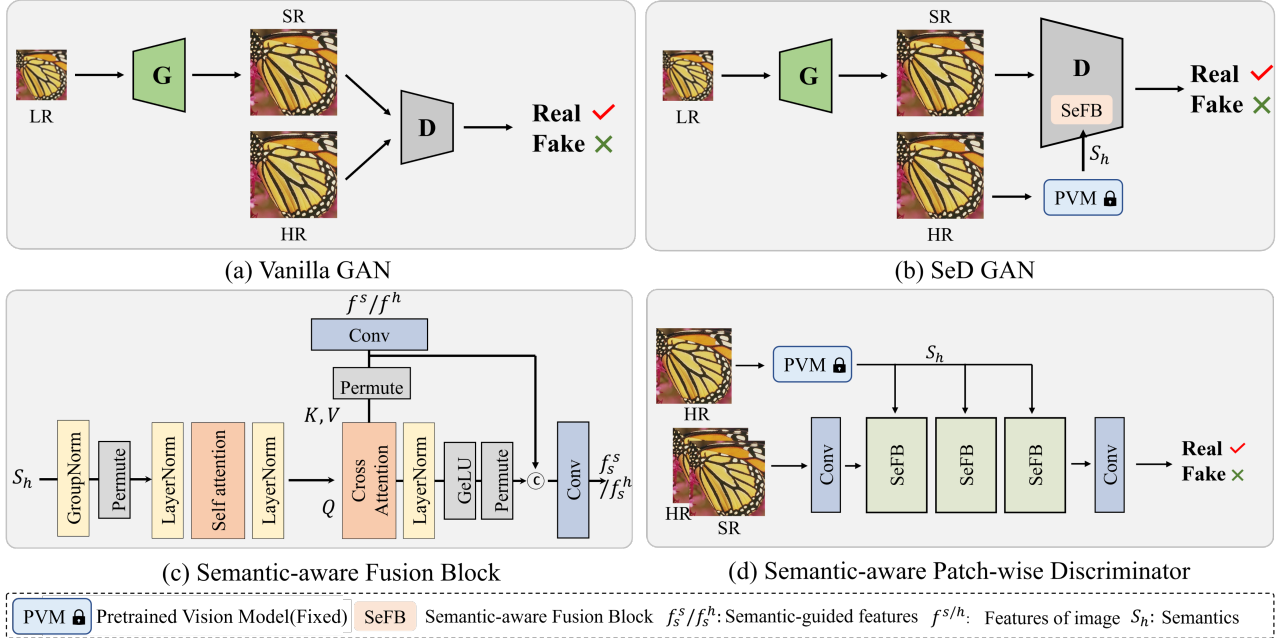 SR
G
LR
D
Real ✓
Fake ✕
HR
(a) Vanilla GAN
SR
G
LR
D
SeFB
S_h
PVM
Real ✓
Fake ✕
HR
(b) SeD GAN
f^s/f^h
Conv
Permute
K, V
S_h
GroupNorm
Permute
LayerNorm
Self attention
LayerNorm
Q
Cross
Attention
LayerNorm
GeLU
Permute
C
Conv
f_s^s
/f_s^h
(c) Semantic-aware Fusion Block
HR
PVM
S_h
HR
SR
Conv
SeFB
SeFB
SeFB
Conv
Real ✓
Fake ✕
(d) Semantic-aware Patch-wise Discriminator
PVM Pretrained Vision Model(Fixed) SeFB Semantic-aware Fusion Block f_s^s/f_s^h: Semantic-guided features f^{s/h}: Features of image S_h: Semantics